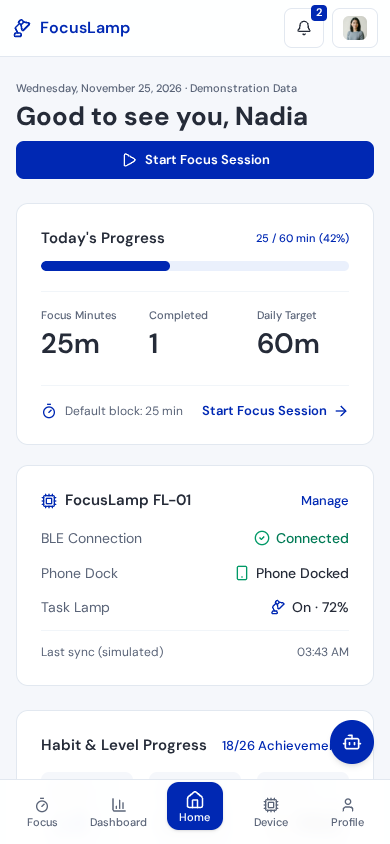 FocusLamp
2
Wednesday, November 25, 2026 · Demonstration Data
Good to see you, Nadia
Start Focus Session
Today's Progress
25 / 60 min (42%)
Focus Minutes
Completed
Daily Target
25m
1
60m
Default block: 25 min
Start Focus Session
FocusLamp FL-01
Manage
BLE Connection
Connected
Phone Dock
Phone Docked
Task Lamp
On · 72%
Last sync (simulated)
03:43 AM
Habit & Level Progress
18/26
Focus
Dashboard
Home
Device
Profile